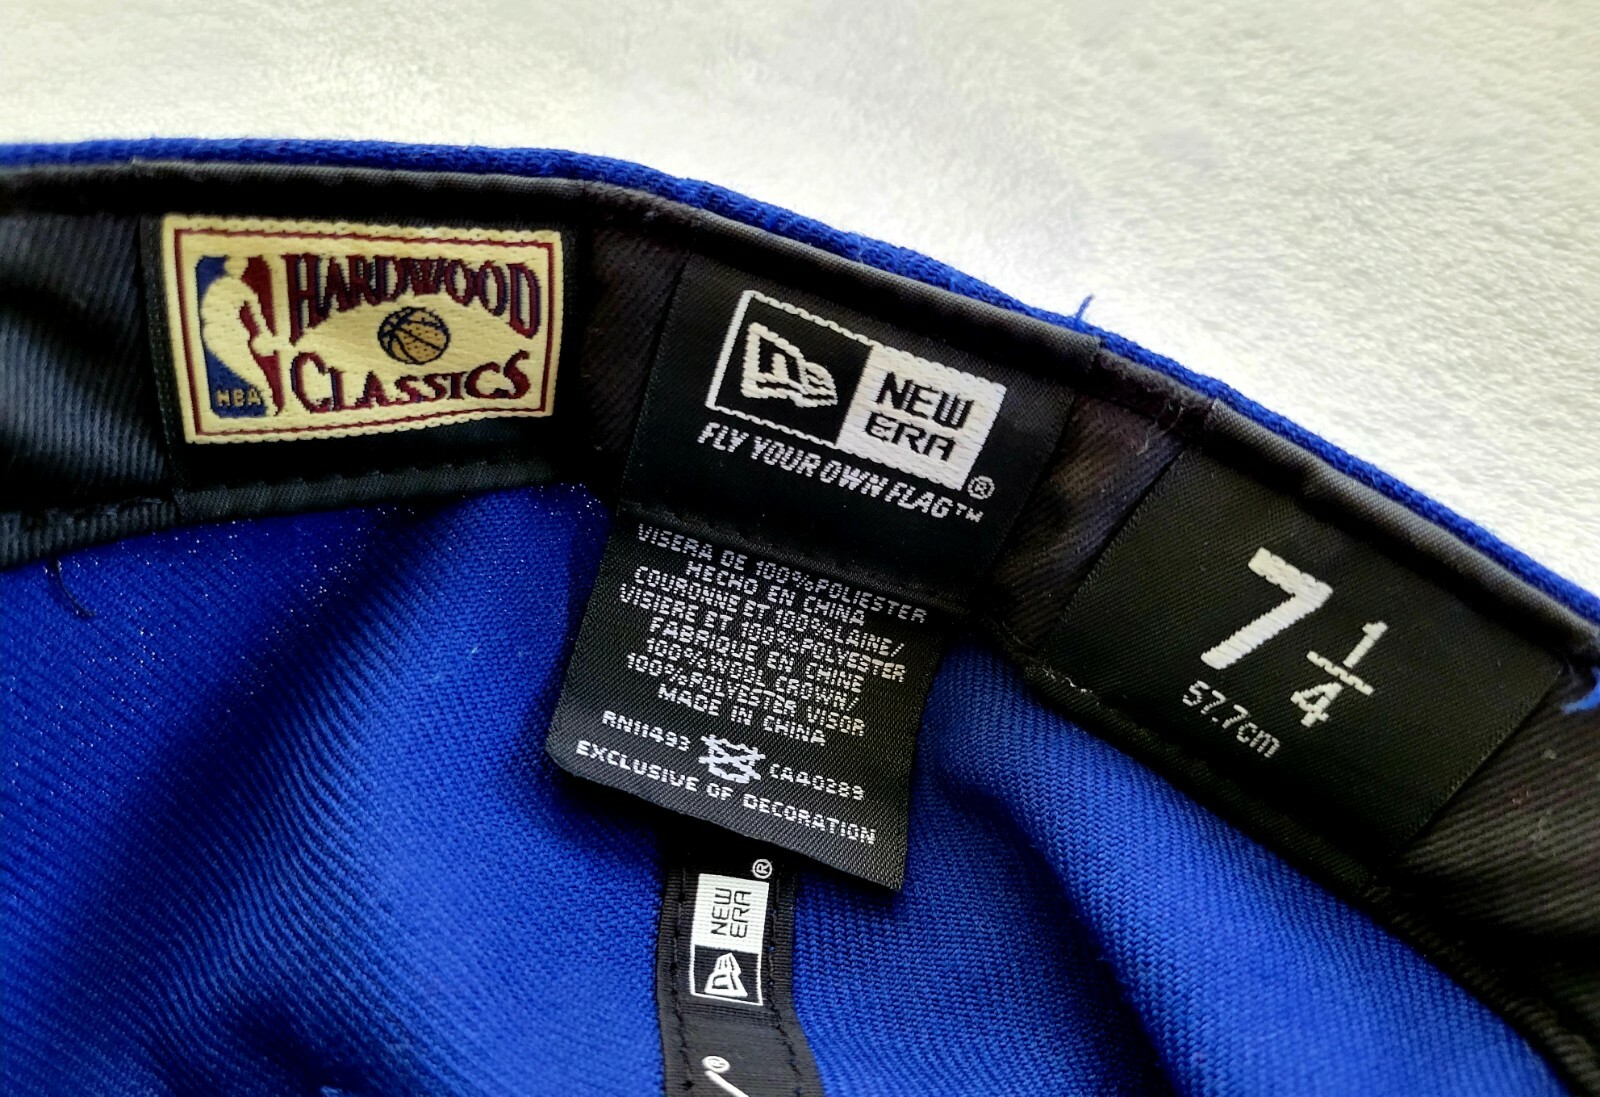 HARDWOOD
CLASSICS
NBA
NEW
ERA
®
FLY YOUR OWN FLAG™
VISERA DE 100%POLIESTER
HECHO EN CHINA
COURONNE ET 100%LAINE/
VISIERE ET 100%POLYESTER
FABRIQUE EN CHINE
100%WOOL CROWN/
100%POLYESTER VISOR
MADE IN CHINA
RN11493 CA40289
EXCLUSIVE OF DECORATION
7 1/4
57.7cm
NEW
ERA
®
®